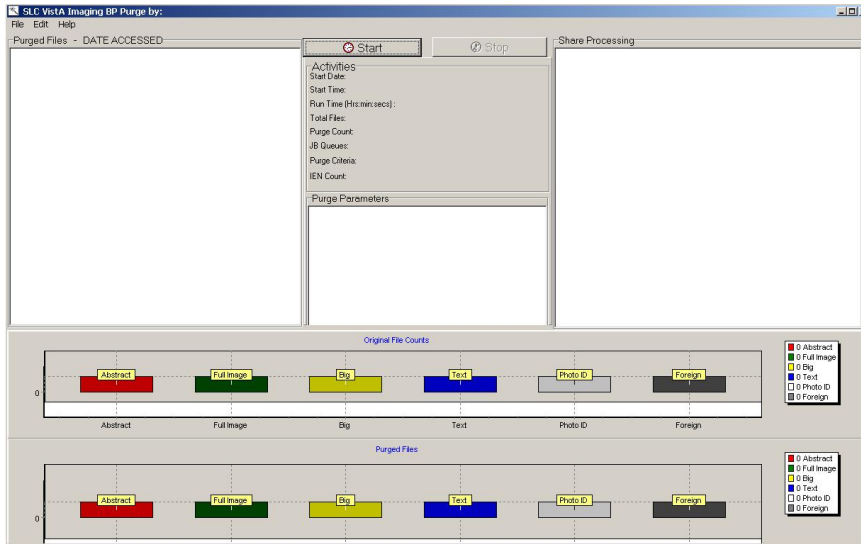 SLC VistA Imaging BP Purge by:
File Edit Help
Purged Files - DATE ACCESSED
Start
Stop
Share Processing
Activities
Start Date:
Start Time:
Run Time (Hrs:min:secs) :
Total Files:
Purge Count:
JB Queues:
Purge Criteria:
IEN Count:
Purge Parameters
Original File Counts
Abstract Full Image Big Text Photo ID Foreign
0
Abstract Full Image Big Text Photo ID Foreign
0 Abstract
0 Full Image
0 Big
0 Text
0 Photo ID
0 Foreign
Purged Files
Abstract Full Image Big Text Photo ID Foreign
0
0 Abstract
0 Full Image
0 Big
0 Text
0 Photo ID
0 Foreign